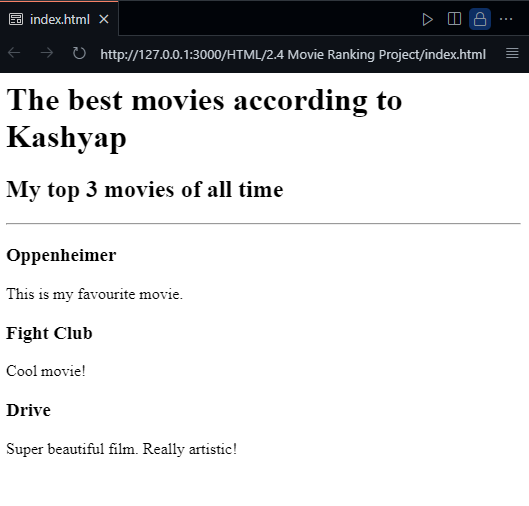 index.html
http://127.0.0.1:3000/HTML/2.4 Movie Ranking Project/index.html
The best movies according to
Kashyap
My top 3 movies of all time
Oppenheimer
This is my favourite movie.
Fight Club
Cool movie!
Drive
Super beautiful film. Really artistic!